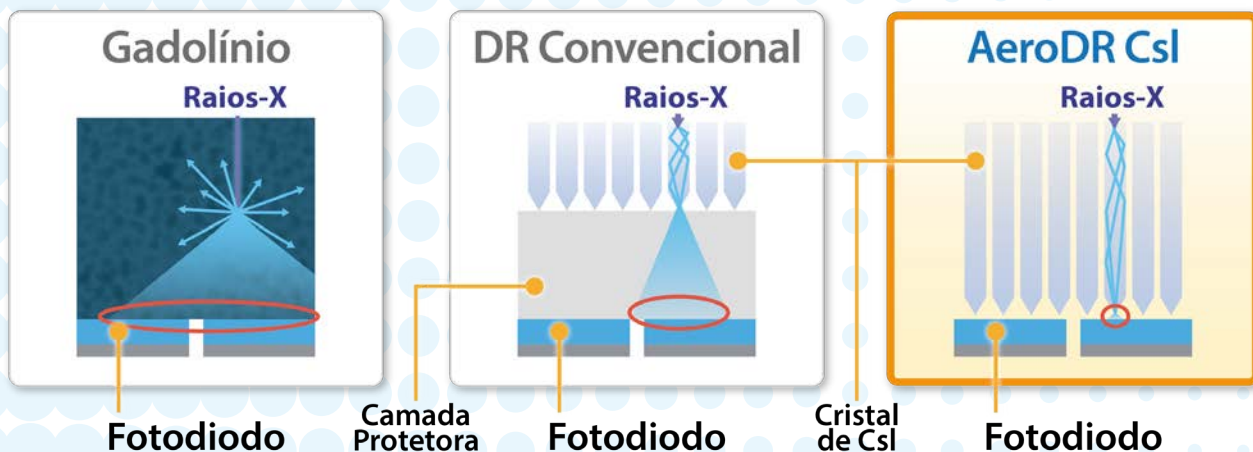 Gadolínio
Raios-X
DR Convencional
Raios-X
AeroDR CsI
Raios-X
Fotodiodo
Camada
Protetora
Fotodiodo
Cristal
de CsI
Fotodiodo